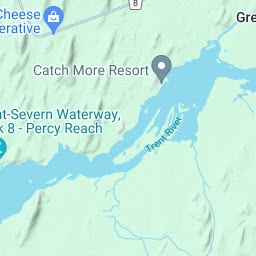 Cheese
erative
8
Gre
Catch More Resort
nt-Severn Waterway,
k 8 - Percy Reach
Trent River